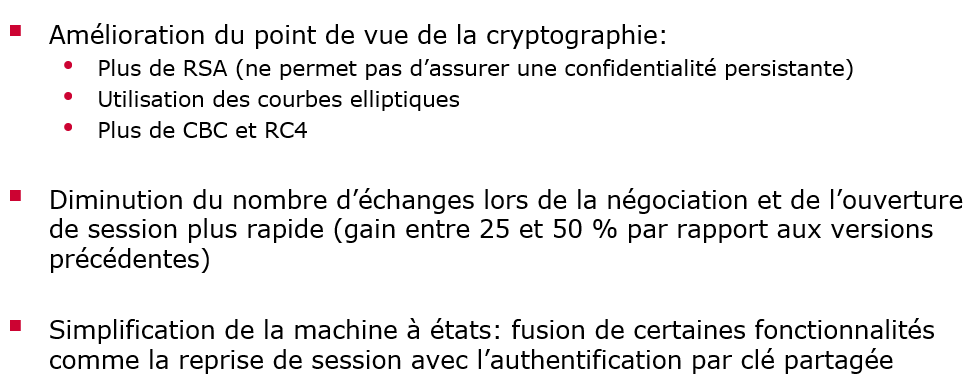 Amélioration du point de vue de la cryptographie:
Plus de RSA (ne permet pas d’assurer une confidentialité persistante)
Utilisation des courbes elliptiques
Plus de CBC et RC4
Diminution du nombre d’échanges lors de la négociation et de l’ouverture
de session plus rapide (gain entre 25 et 50 % par rapport aux versions
précédentes)
Simplification de la machine à états: fusion de certaines fonctionnalités
comme la reprise de session avec l’authentification par clé partagée